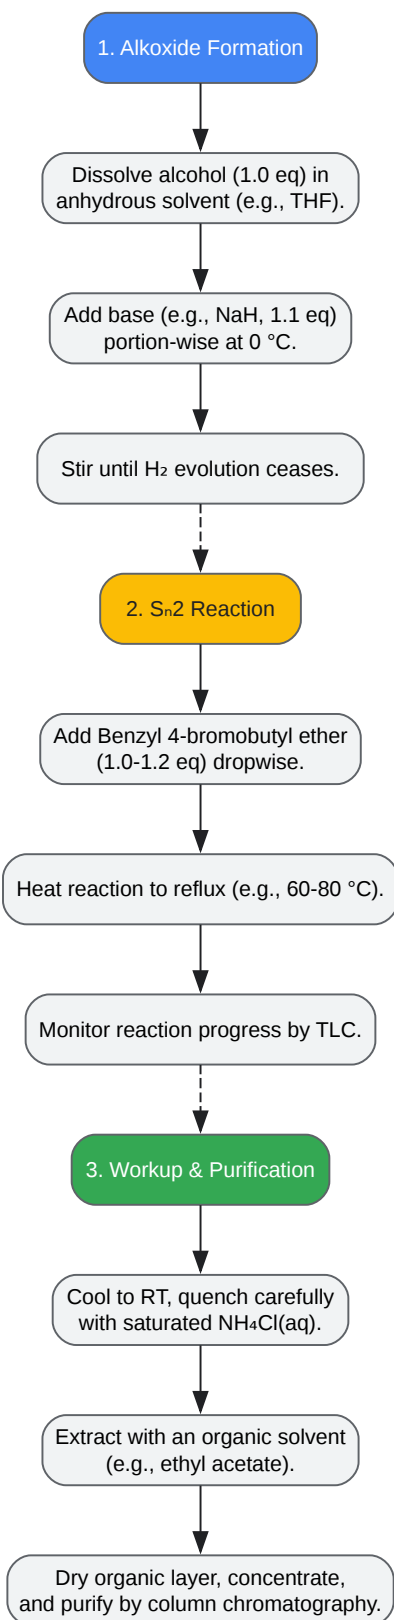 1. Alkoxide Formation
Dissolve alcohol (1.0 eq) in
anhydrous solvent (e.g., THF).
Add base (e.g., NaH, 1.1 eq)
portion-wise at 0 °C.
Stir until H₂ evolution ceases.
2. Sₙ2 Reaction
Add Benzyl 4-bromobutyl ether
(1.0-1.2 eq) dropwise.
Heat reaction to reflux (e.g., 60-80 °C).
Monitor reaction progress by TLC.
3. Workup & Purification
Cool to RT, quench carefully
with saturated NH₄Cl(aq).
Extract with an organic solvent
(e.g., ethyl acetate).
Dry organic layer, concentrate,
and purify by column chromatography.